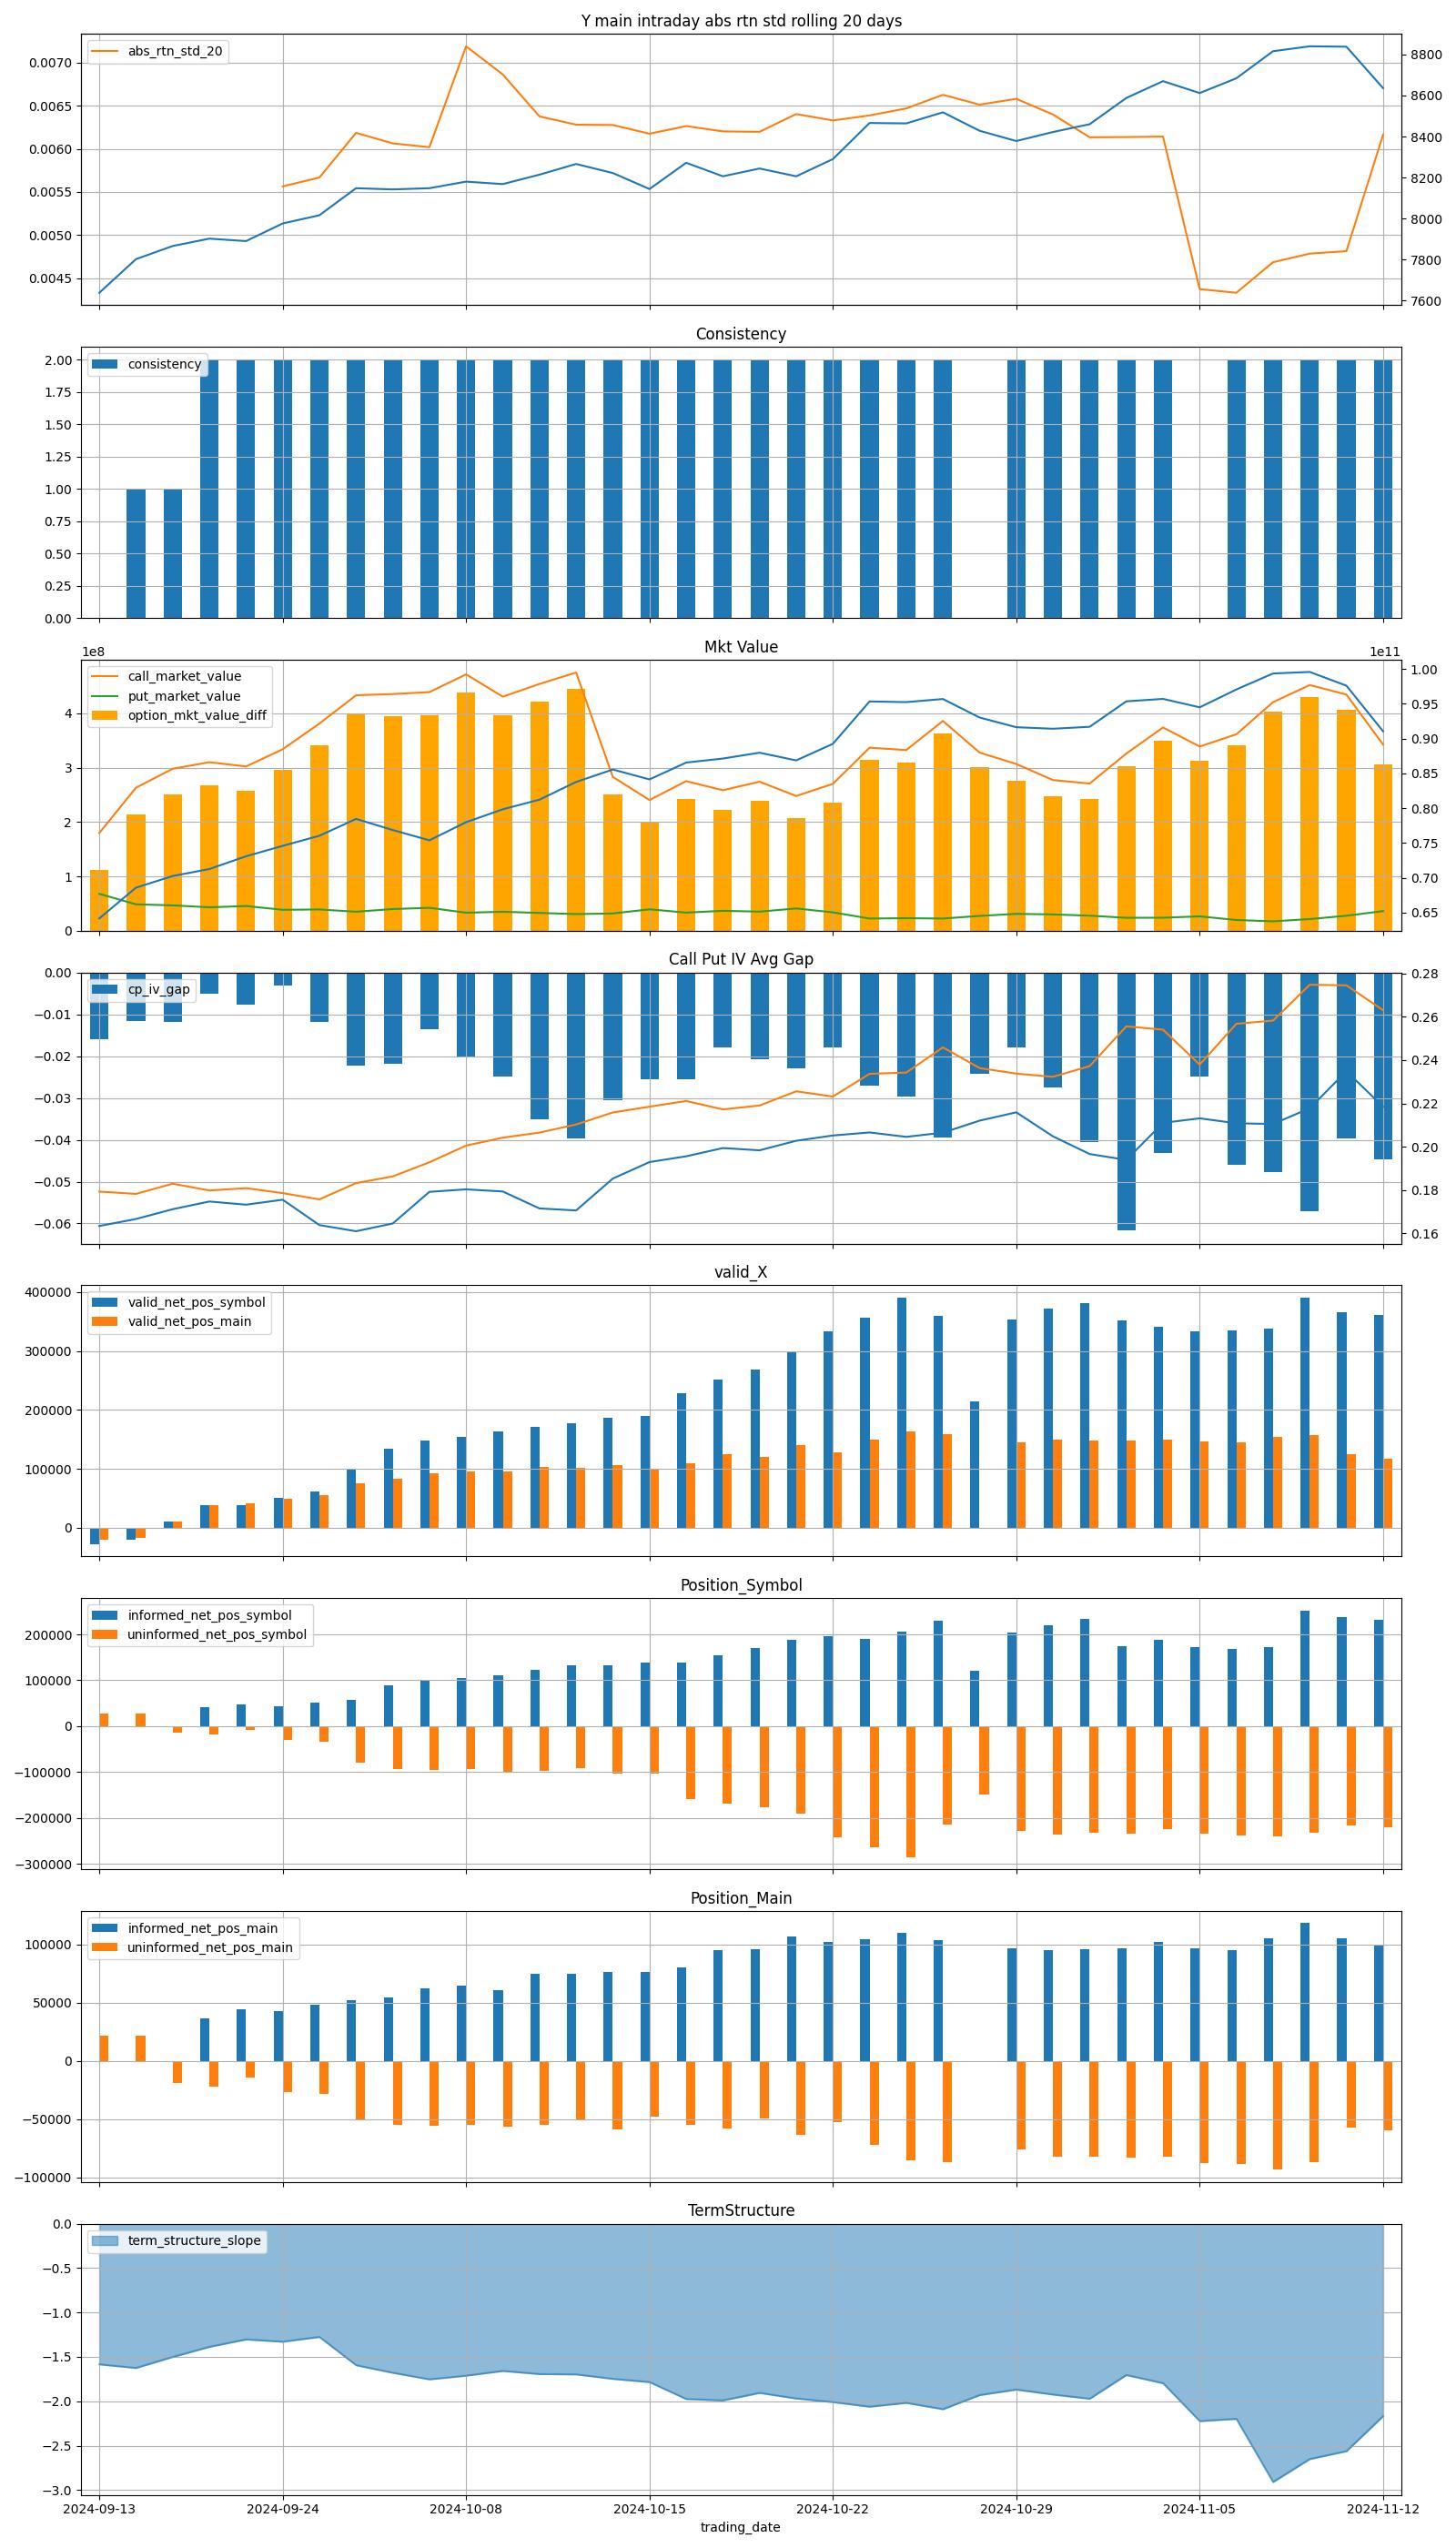 Y main intraday abs rtn std rolling 20 days
abs_rtn_std_20
0.0070
0.0065
0.0060
0.0055
0.0050
0.0045
8800
8600
8400
8200
8000
7800
7600
Consistency
consistency
2.00
1.75
1.50
1.25
1.00
0.75
0.50
0.25
0.00
Mkt Value
1e8
1e11
call_market_value
put_market_value
option_mkt_value_diff
4
3
2
1
0
1.00
0.95
0.90
0.85
0.80
0.75
0.70
0.65
Call Put IV Avg Gap
cp_iv_gap
0.00
−0.01
−0.02
−0.03
−0.04
−0.05
−0.06
0.28
0.26
0.24
0.22
0.20
0.18
0.16
valid_X
valid_net_pos_symbol
valid_net_pos_main
400000
300000
200000
100000
0
Position_Symbol
informed_net_pos_symbol
uninformed_net_pos_symbol
200000
100000
0
−100000
−200000
−300000
Position_Main
informed_net_pos_main
uninformed_net_pos_main
100000
50000
0
−50000
−100000
TermStructure
term_structure_slope
0.0
−0.5
−1.0
−1.5
−2.0
−2.5
−3.0
2024-09-13 2024-09-24 2024-10-08 2024-10-15 2024-10-22 2024-10-29 2024-11-05 2024-11-12
trading_date